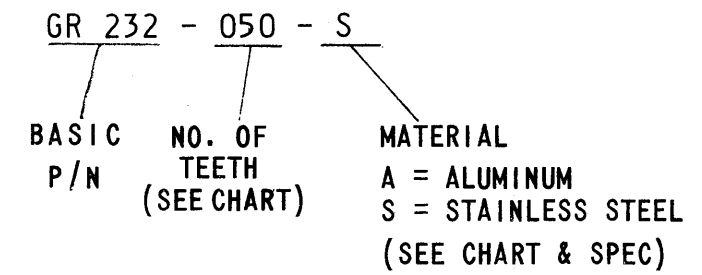 GR 232 - 050 - S
BASIC
P/N
NO. OF
TEETH
(SEE CHART)
MATERIAL
A = ALUMINUM
S = STAINLESS STEEL
(SEE CHART & SPEC)